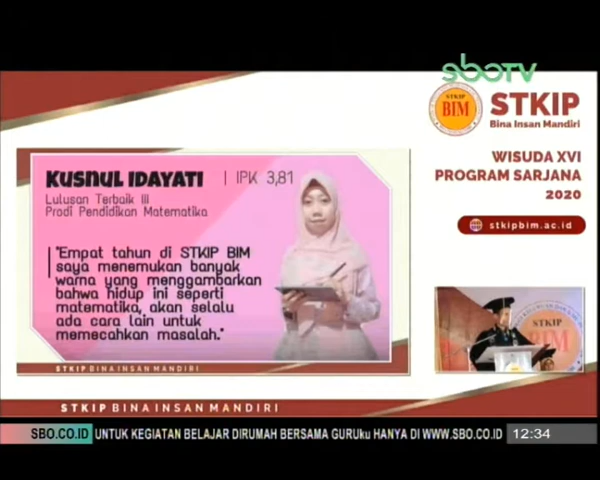 sboTV
STKIP
BIM
STKIP
Bina Insan Mandiri
KUSNUL IDAYATI | IPK 3,81
Lulusan Terbaik III
Prodi Pendidikan Matematika
"Empat tahun di STKIP BIM
saya menemukan banyak
warna yang menggambarkan
bahwa hidup ini seperti
matematika, akan selalu
ada cara lain untuk
memecahkan masalah."
STKIP BINA INSAN MANDIRI
WISUDA XVI
PROGRAM SARJANA
2020
stkipbim.ac.id
STKIP
BIM
STKIP BINA INSAN MANDIRI
SBO.CO.ID UNTUK KEGIATAN BELAJAR DIRUMAH BERSAMA GURUku HANYA DI WWW.SBO.CO.ID 12:34